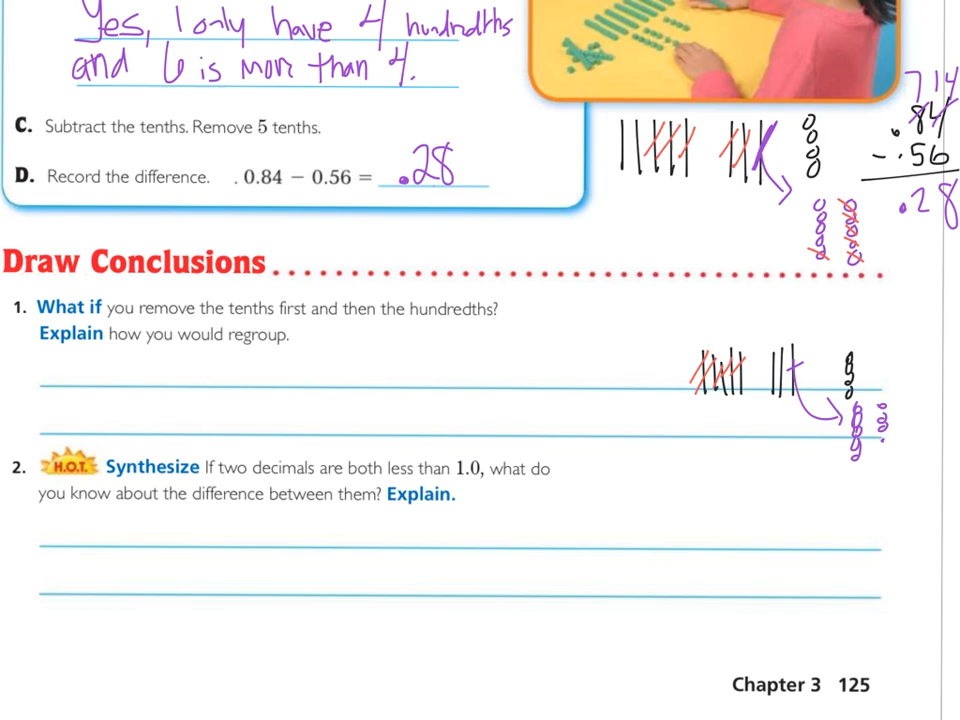 Yes, I only have 4 hundredths
and 6 is more than 4.
C. Subtract the tenths. Remove 5 tenths.
D. Record the difference. . 0.84 − 0.56 = .28
7 14
.84
- .56
.28
Draw Conclusions
1. What if you remove the tenths first and then the hundredths?
Explain how you would regroup.
2. H.O.T. Synthesize If two decimals are both less than 1.0, what do
you know about the difference between them? Explain.
Chapter 3 125